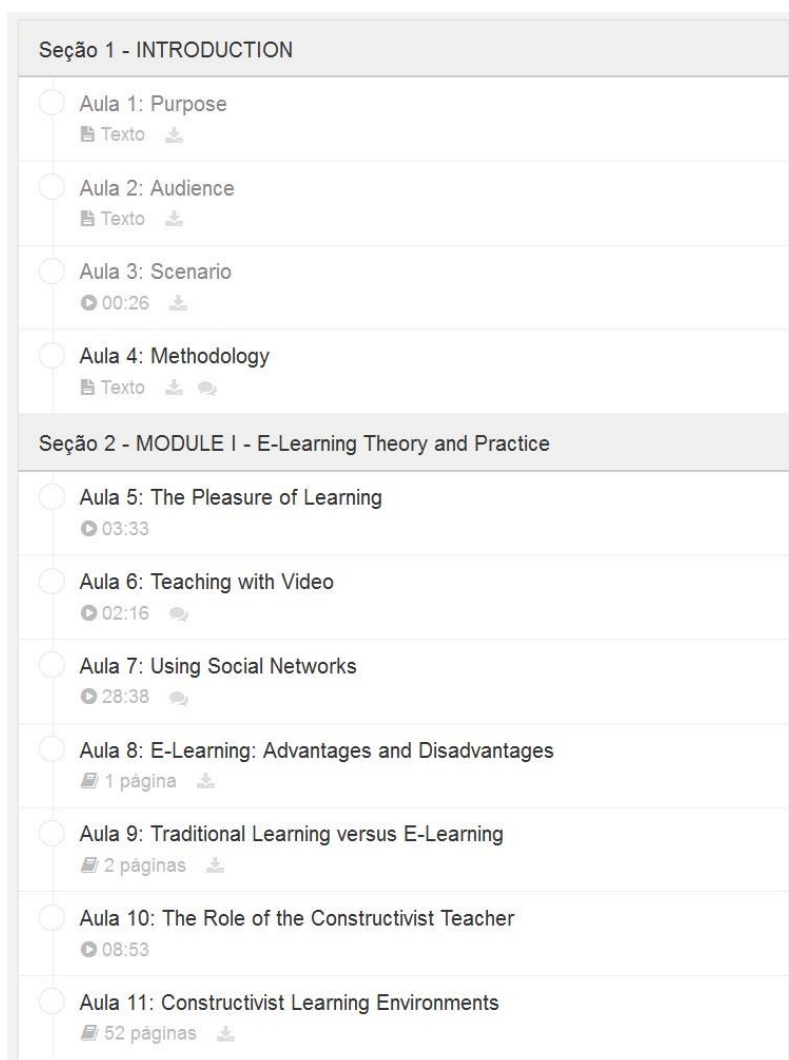 Seção 1 - INTRODUCTION
Aula 1: Purpose
Texto
Aula 2: Audience
Texto
Aula 3: Scenario
00:26
Aula 4: Methodology
Texto
Seção 2 - MODULE I - E-Learning Theory and Practice
Aula 5: The Pleasure of Learning
03:33
Aula 6: Teaching with Video
02:16
Aula 7: Using Social Networks
28:38
Aula 8: E-Learning: Advantages and Disadvantages
1 página
Aula 9: Traditional Learning versus E-Learning
2 páginas
Aula 10: The Role of the Constructivist Teacher
08:53
Aula 11: Constructivist Learning Environments
52 páginas